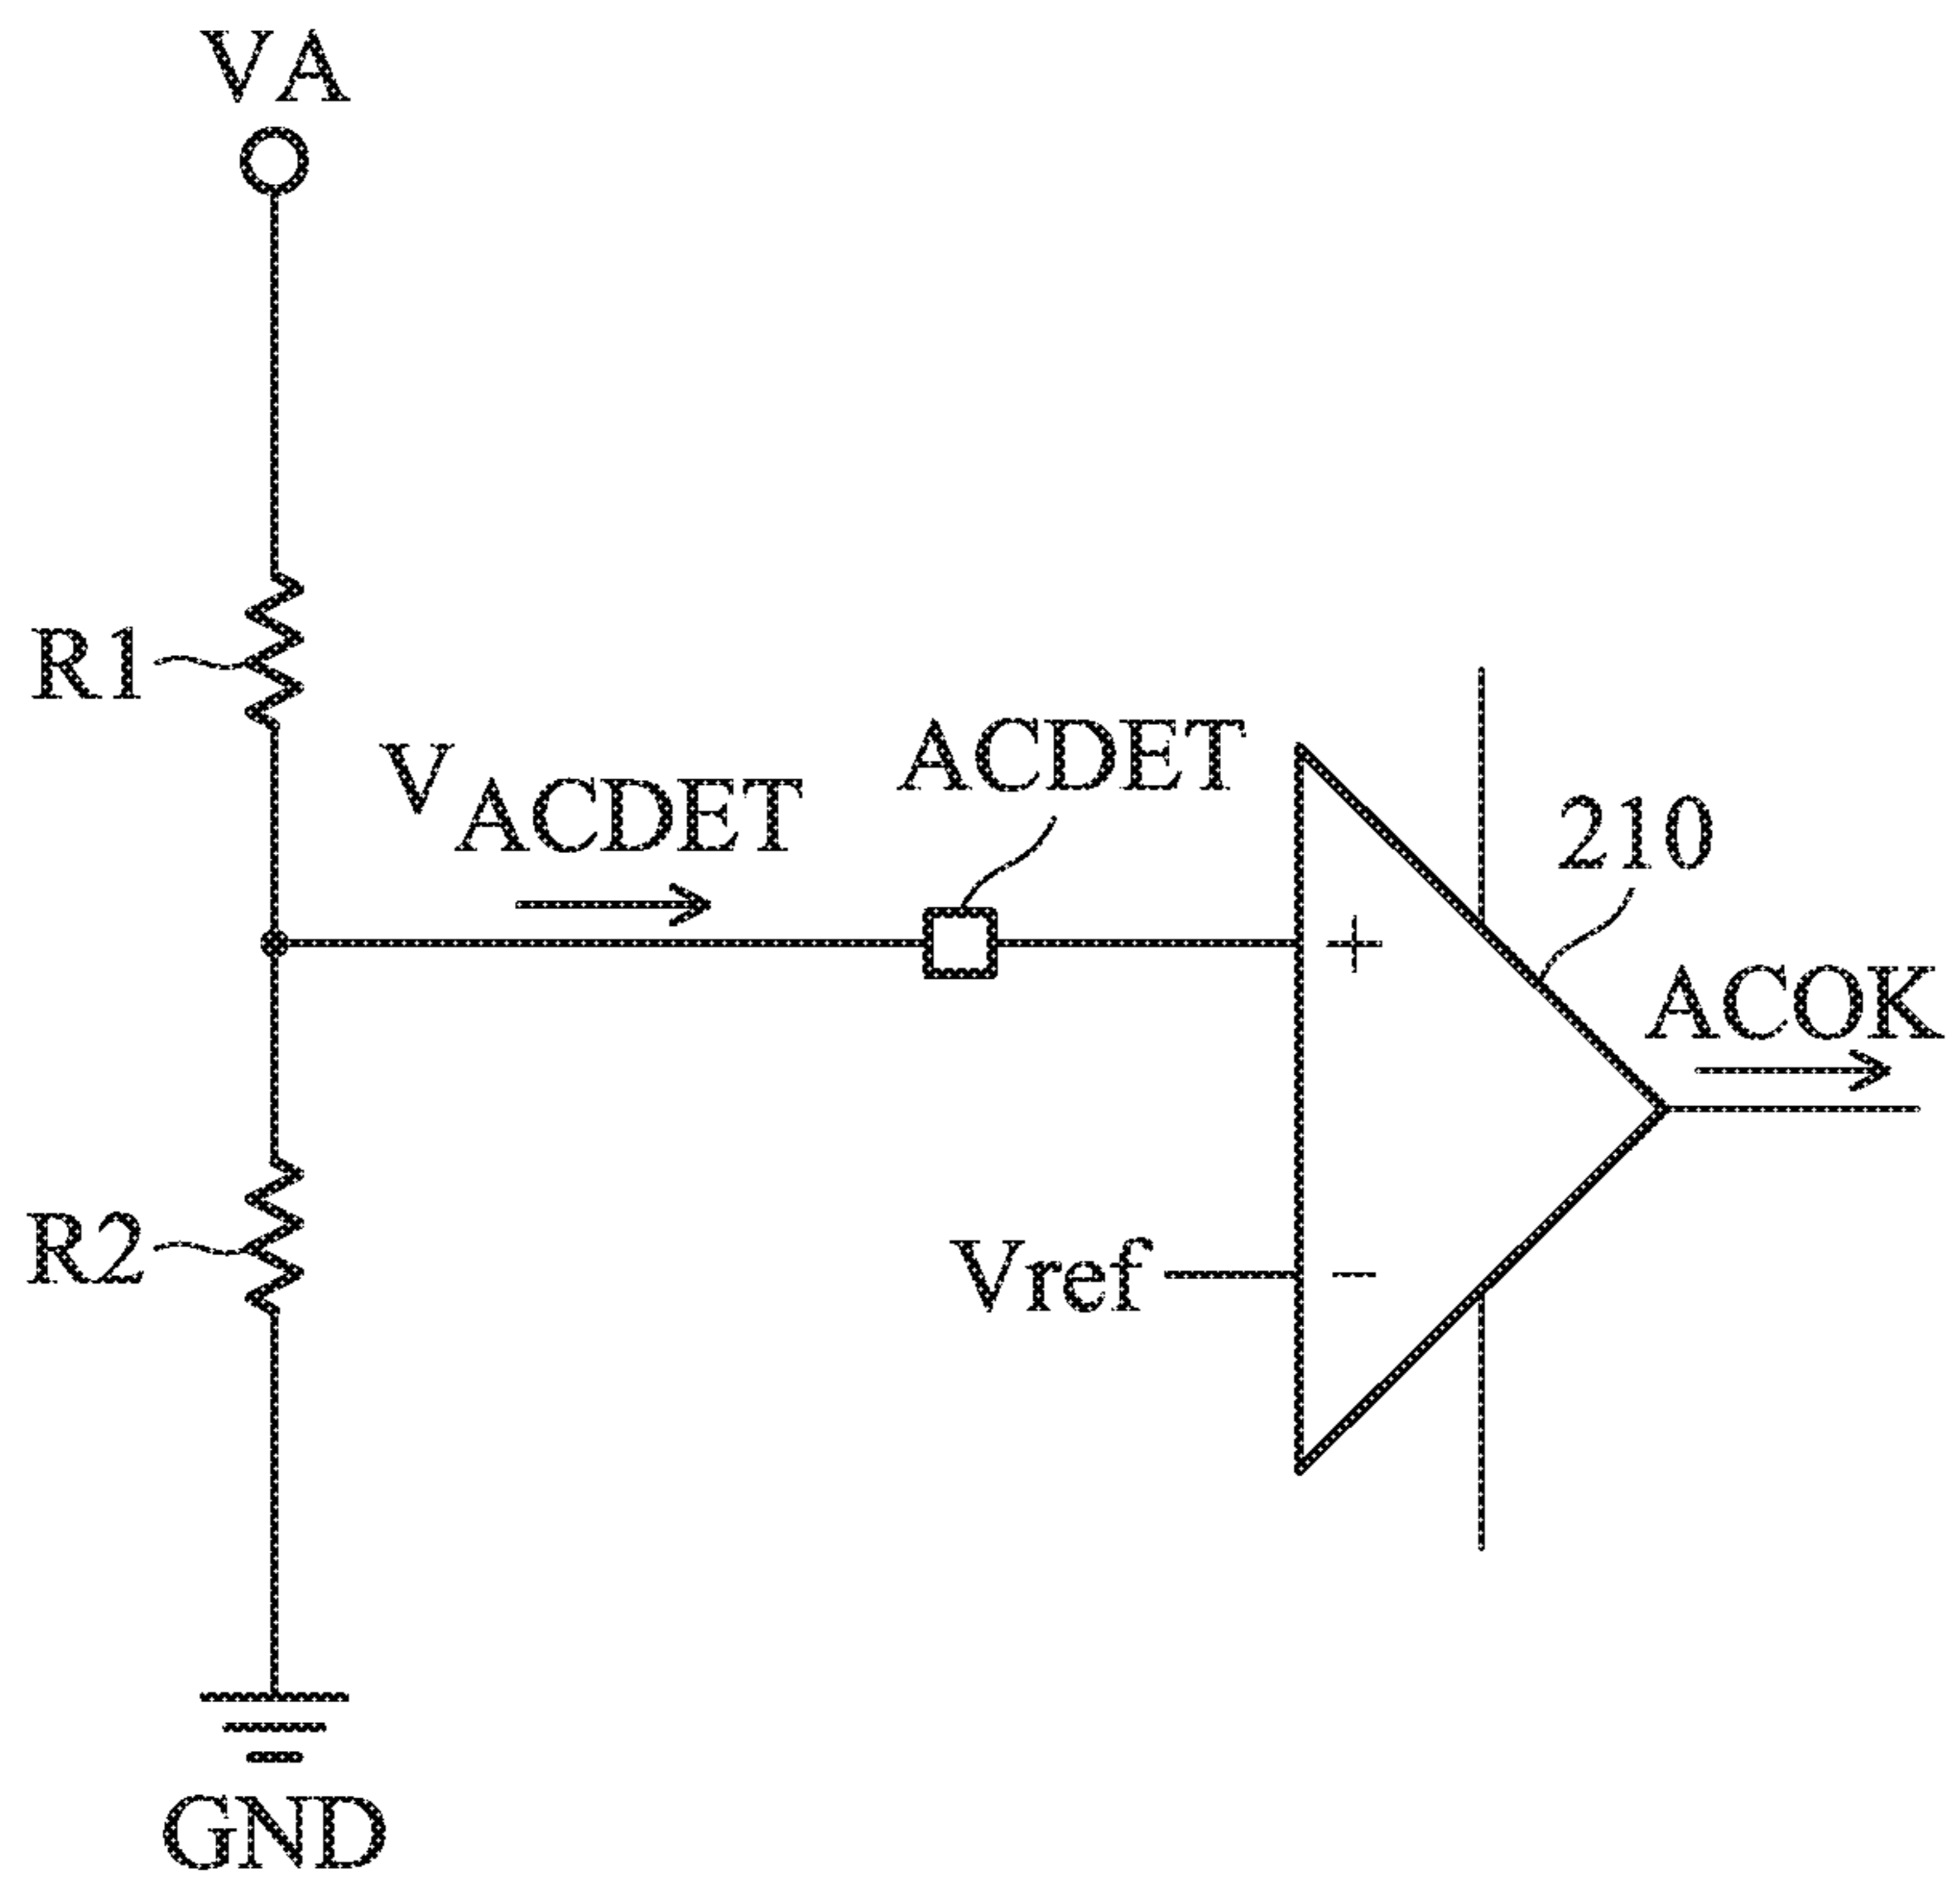 VA
R1
VACDET
ACDET
210
+
ACOK
R2
Vref
−
GND